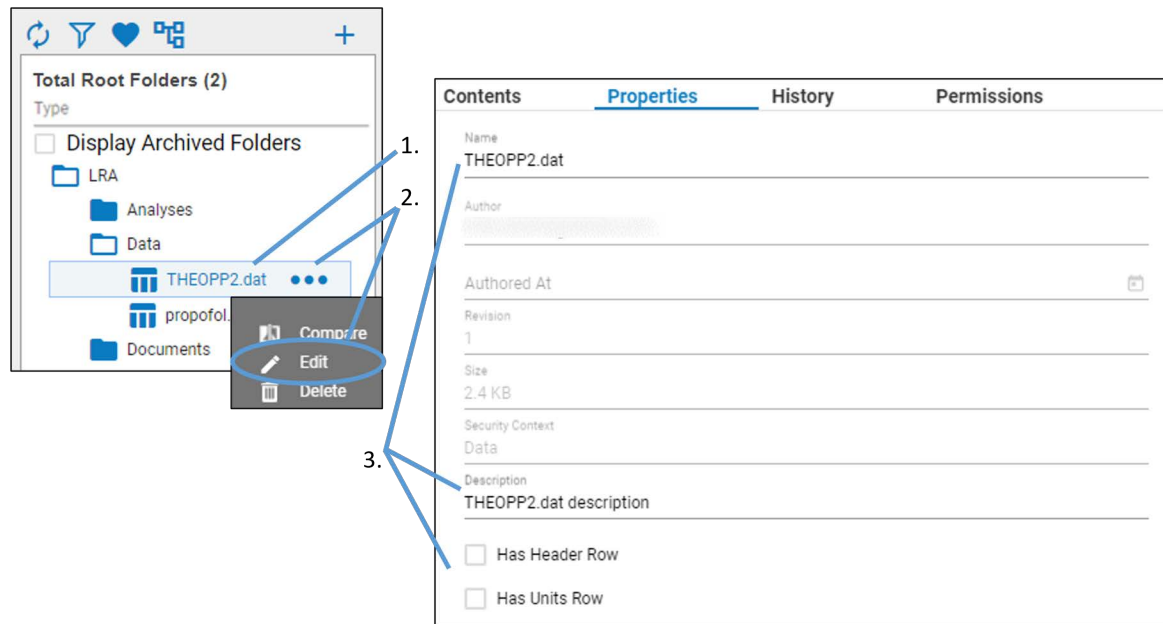 Total Root Folders (2)
Type
Display Archived Folders
LRA
Analyses
Data
THEOPP2.dat
propofol.
Documents
Compare
Edit
Delete
1.
2.
3.
Contents Properties History Permissions
Name
THEOPP2.dat
Author
Authored At
Revision
1
Size
2.4 KB
Security Context
Data
Description
THEOPP2.dat description
Has Header Row
Has Units Row